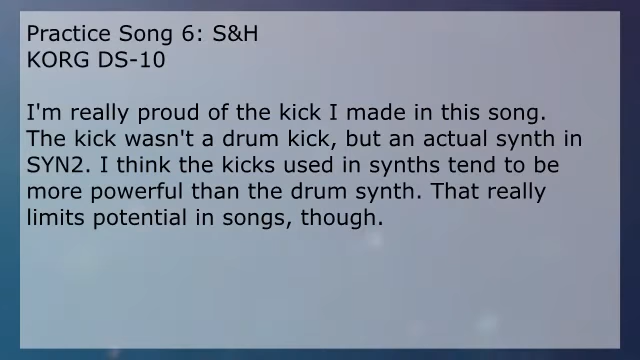 Practice Song 6: S&H
KORG DS-10
I'm really proud of the kick I made in this song.
The kick wasn't a drum kick, but an actual synth in
SYN2. I think the kicks used in synths tend to be
more powerful than the drum synth. That really
limits potential in songs, though.